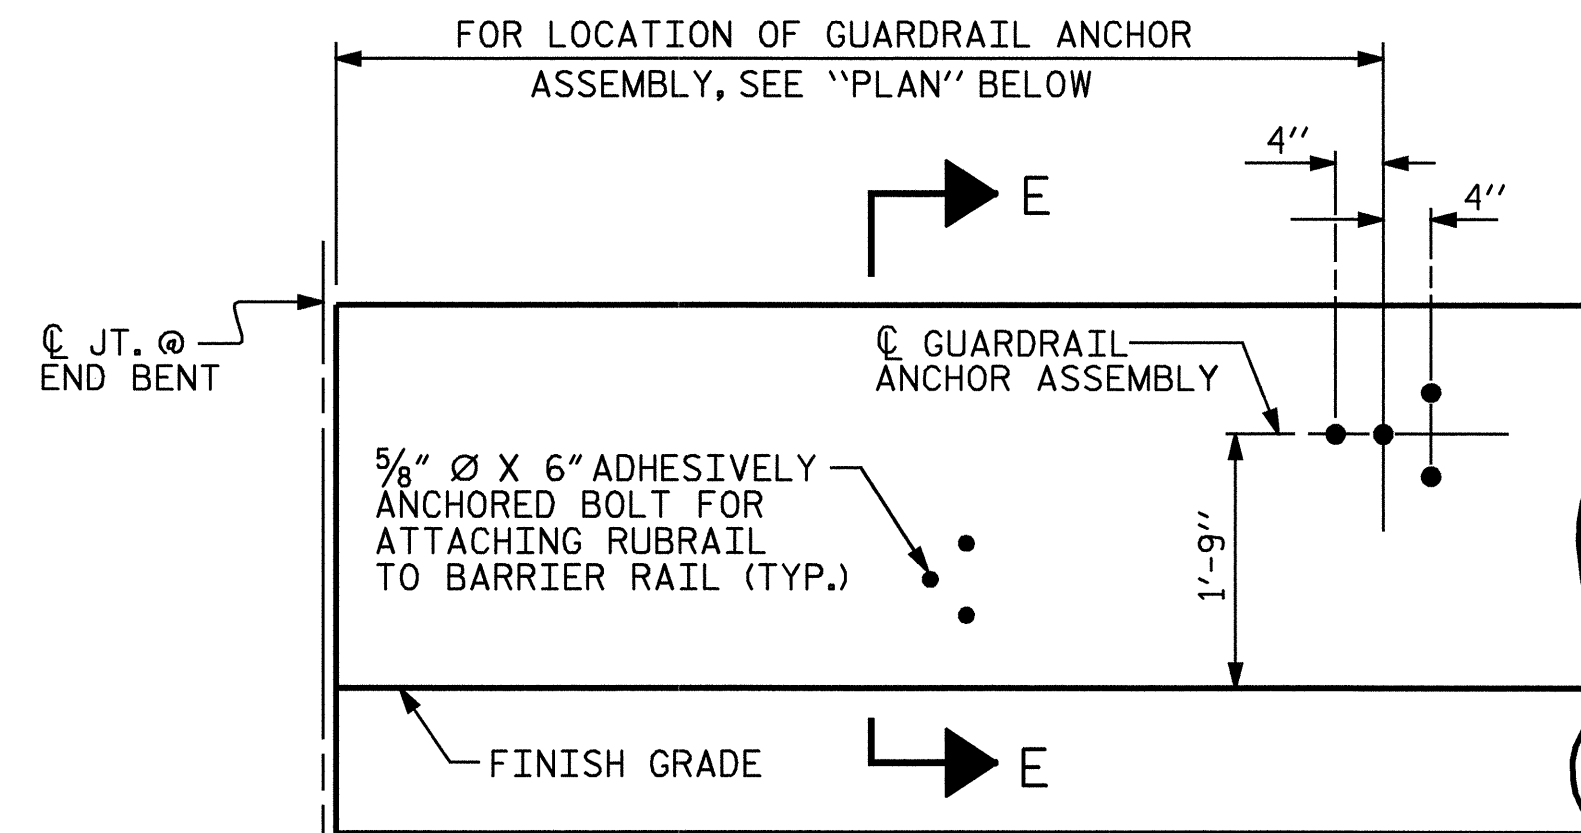 FOR LOCATION OF GUARDRAIL ANCHOR
ASSEMBLY, SEE "PLAN" BELOW
4"
4"
E
℄ JT. @
END BENT
℄ GUARDRAIL
ANCHOR ASSEMBLY
5/8" Ø X 6" ADHESIVELY
ANCHORED BOLT FOR
ATTACHING RUBRAIL
TO BARRIER RAIL (TYP.)
1'-9"
FINISH GRADE
E